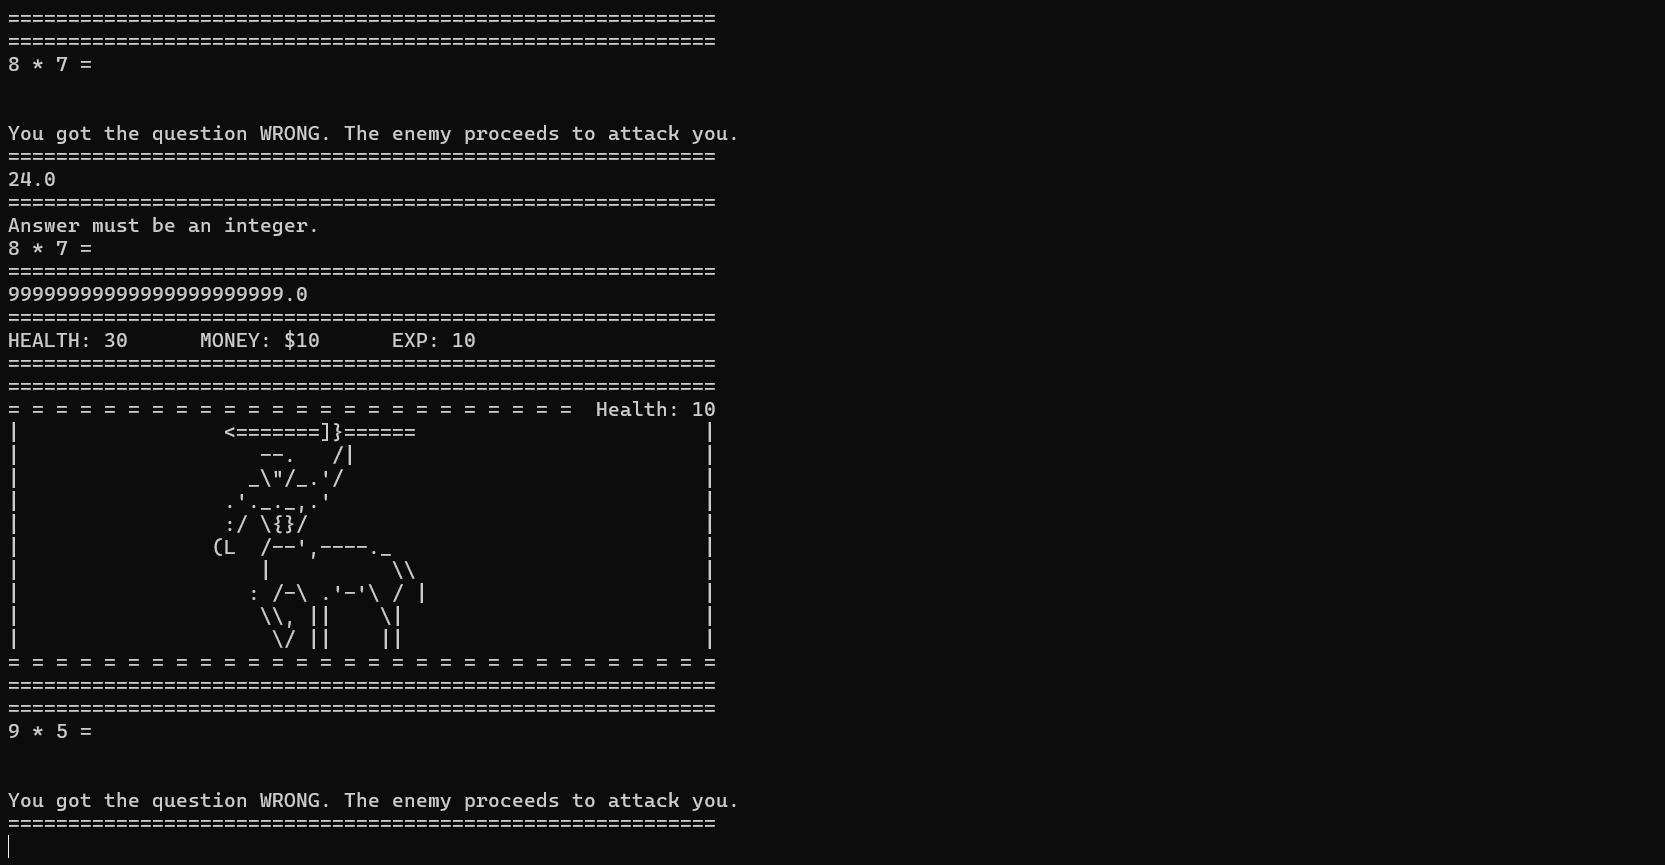 ===========================================================
===========================================================
8 * 7 =


You got the question WRONG. The enemy proceeds to attack you.
===========================================================
24.0
===========================================================
Answer must be an integer.
8 * 7 =
===========================================================
99999999999999999999999.0
===========================================================
HEALTH: 30      MONEY: $10      EXP: 10
===========================================================
===========================================================
= = = = = = = = = = = = = = = = = = = = = = = =  Health: 10
|                 <=======]}======                        |
|                    --.   /|                             |
|                   _\"/_.'/                              |
|                 .'._._,.'                               |
|                 :/ \{}/                                 |
|                (L  /--',----._                          |
|                    |          \\                        |
|                   : /-\ .'-'\ / |                       |
|                    \\, ||    \|                         |
|                     \/ ||    ||                         |
= = = = = = = = = = = = = = = = = = = = = = = = = = = = = =
===========================================================
===========================================================
9 * 5 =


You got the question WRONG. The enemy proceeds to attack you.
===========================================================